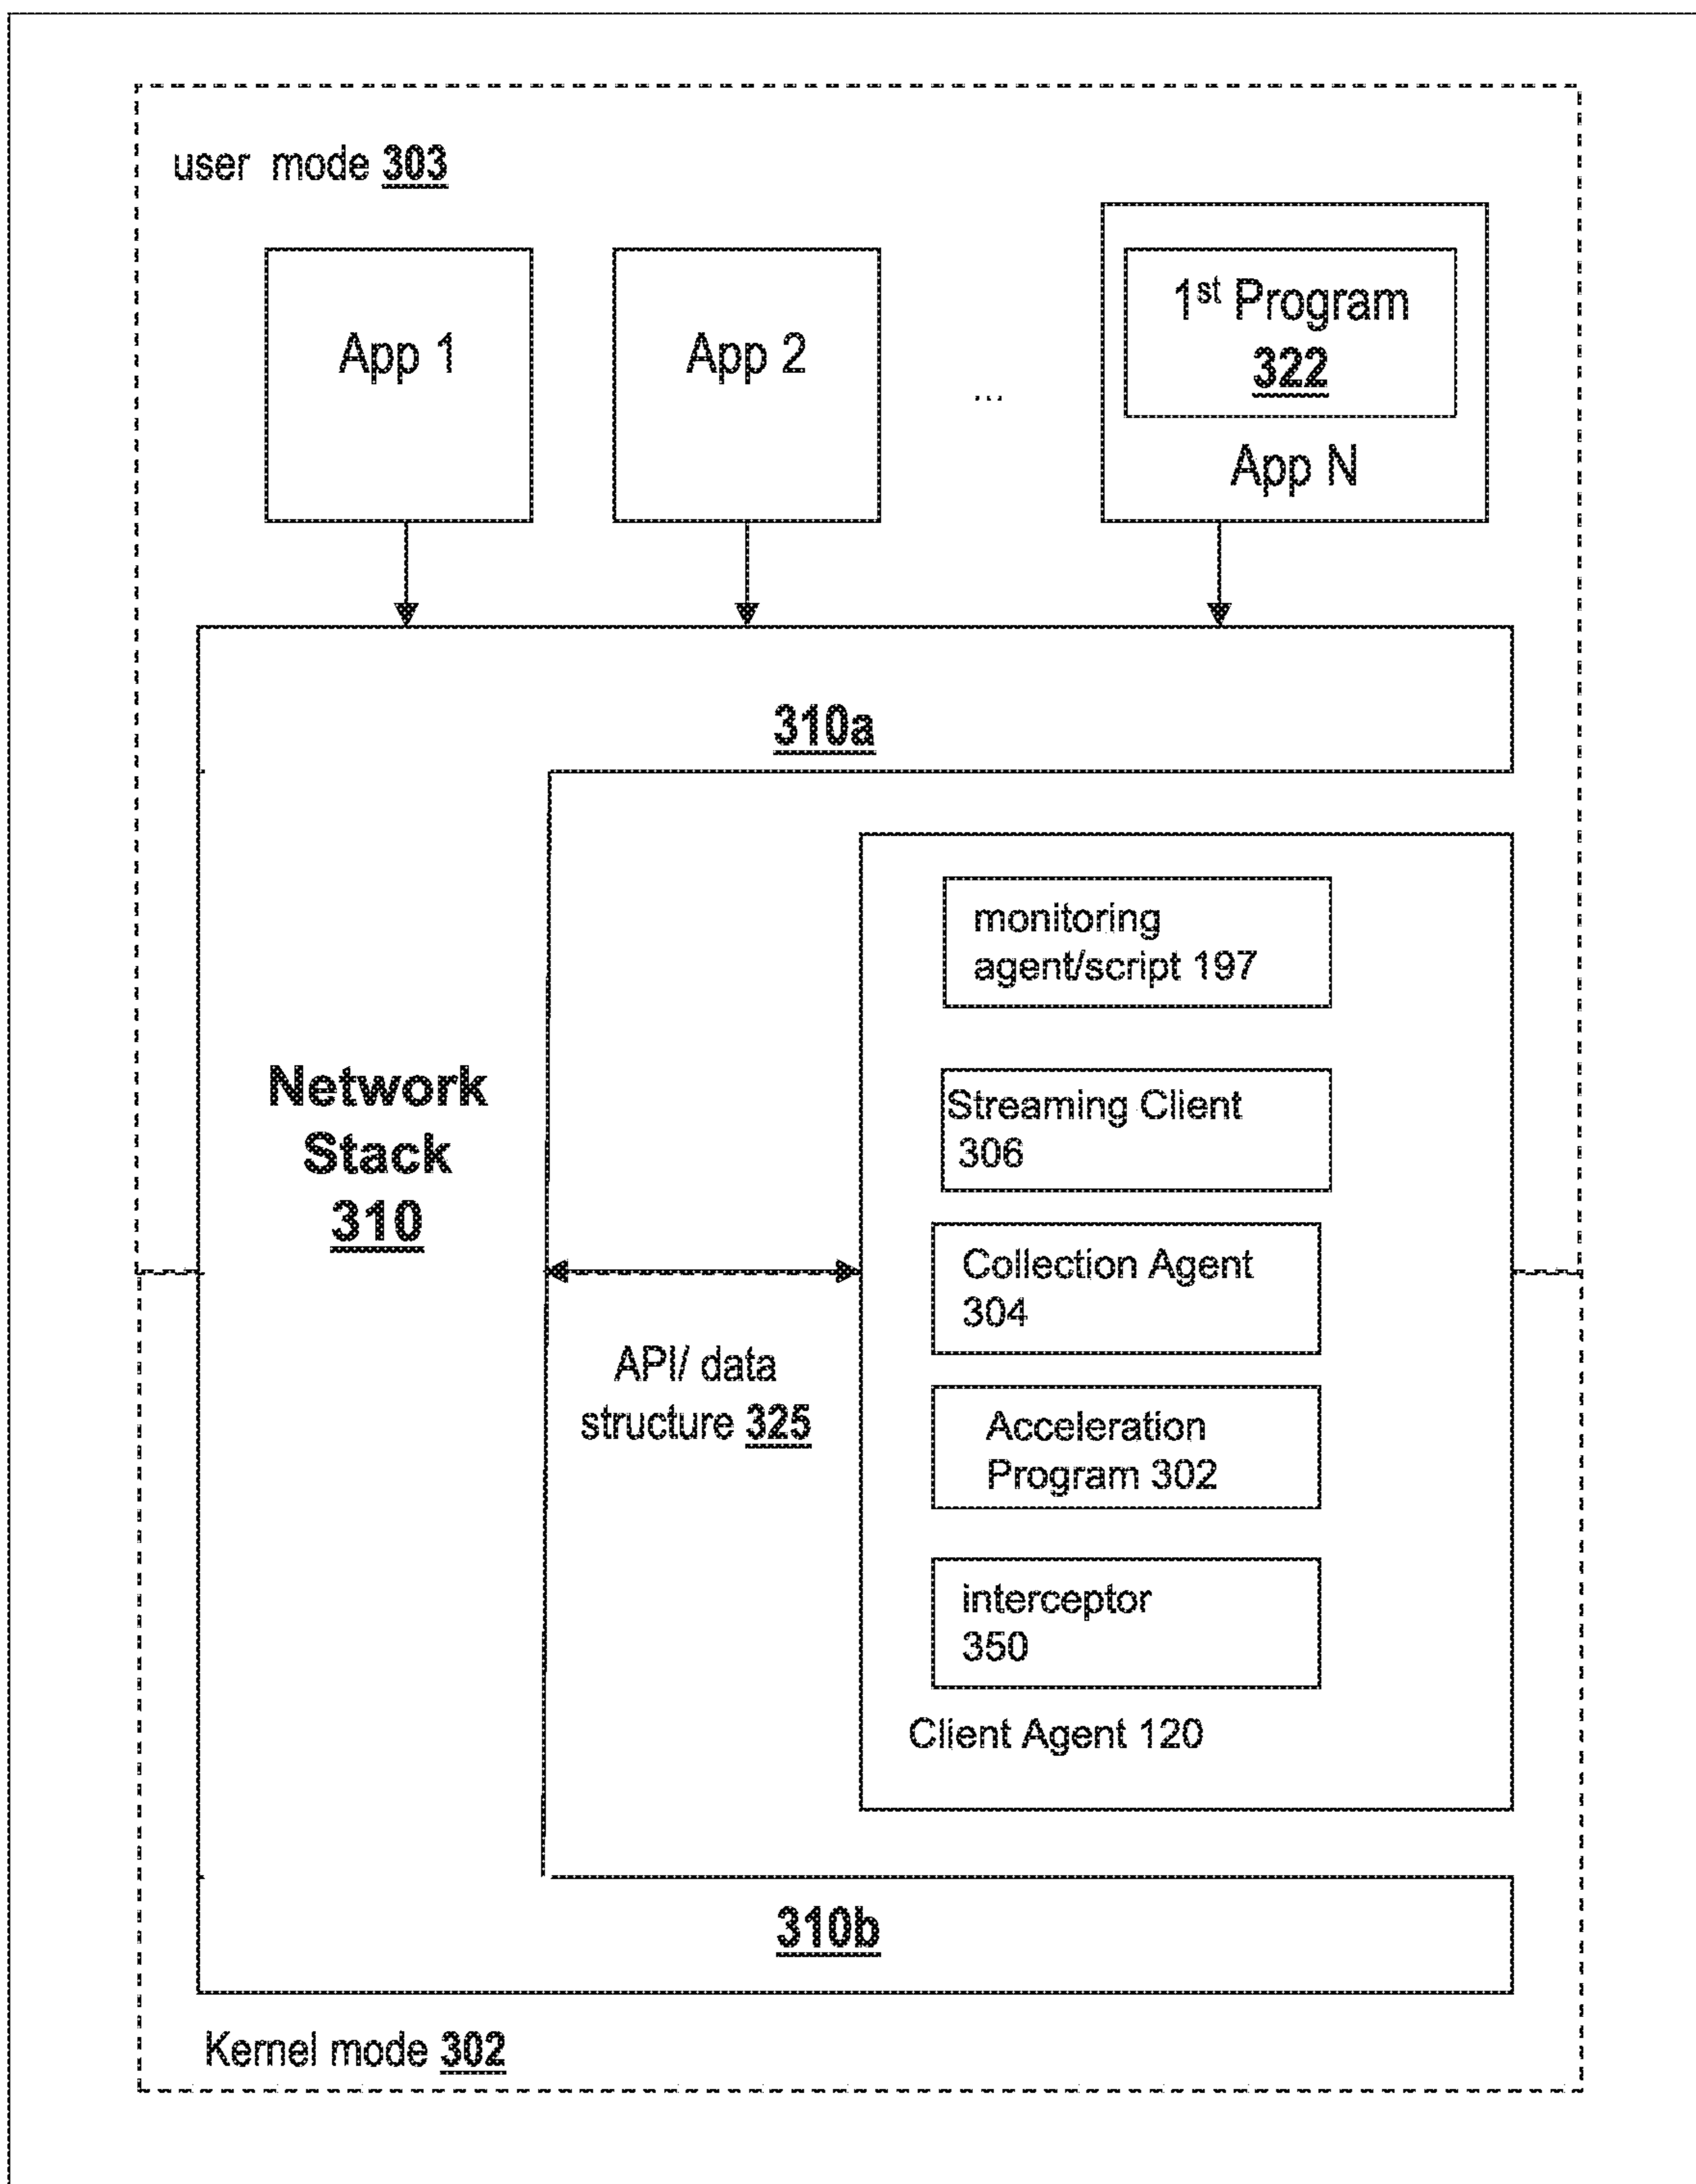 user mode 303
App 1
App 2
...
1st Program
322
App N
310a
Network
Stack
310
API/ data
structure 325
monitoring
agent/script 197
Streaming Client
306
Collection Agent
304
Acceleration
Program 302
interceptor
350
Client Agent 120
310b
Kernel mode 302